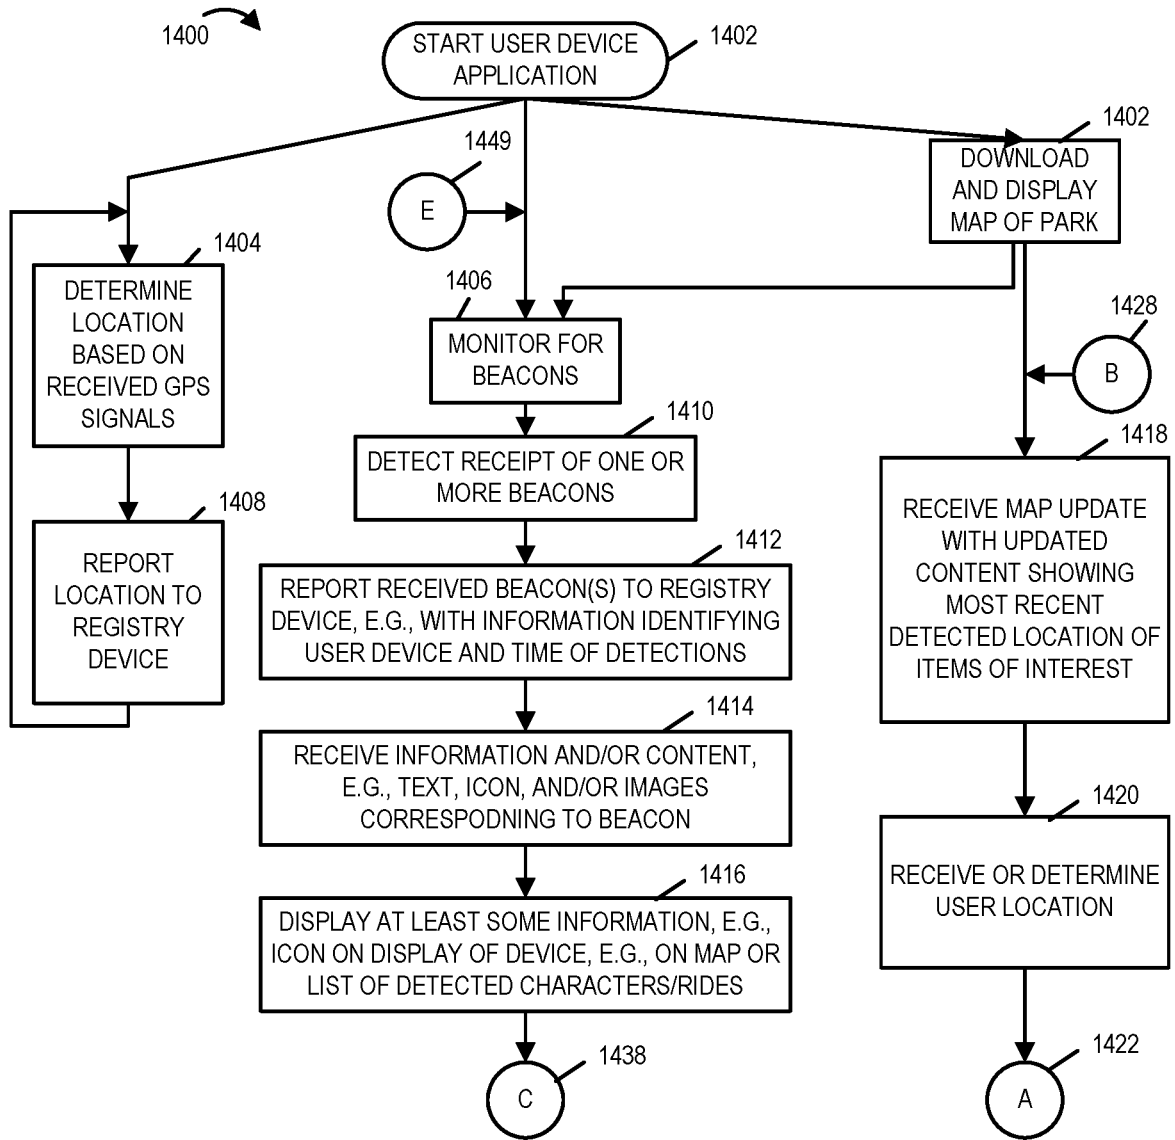 1400
START USER DEVICE
APPLICATION
1402
1449
E
1402
DOWNLOAD
AND DISPLAY
MAP OF PARK
1404
DETERMINE
LOCATION
BASED ON
RECEIVED GPS
SIGNALS
1406
MONITOR FOR
BEACONS
1428
B
1410
DETECT RECEIPT OF ONE OR
MORE BEACONS
1418
RECEIVE MAP UPDATE
WITH UPDATED
CONTENT SHOWING
MOST RECENT
DETECTED LOCATION OF
ITEMS OF INTEREST
1408
REPORT
LOCATION TO
REGISTRY
DEVICE
1412
REPORT RECEIVED BEACON(S) TO REGISTRY
DEVICE, E.G., WITH INFORMATION IDENTIFYING
USER DEVICE AND TIME OF DETECTIONS
1414
RECEIVE INFORMATION AND/OR CONTENT,
E.G., TEXT, ICON, AND/OR IMAGES
CORRESPODNING TO BEACON
1420
RECEIVE OR DETERMINE
USER LOCATION
1416
DISPLAY AT LEAST SOME INFORMATION, E.G.,
ICON ON DISPLAY OF DEVICE, E.G., ON MAP OR
LIST OF DETECTED CHARACTERS/RIDES
1438
C
1422
A